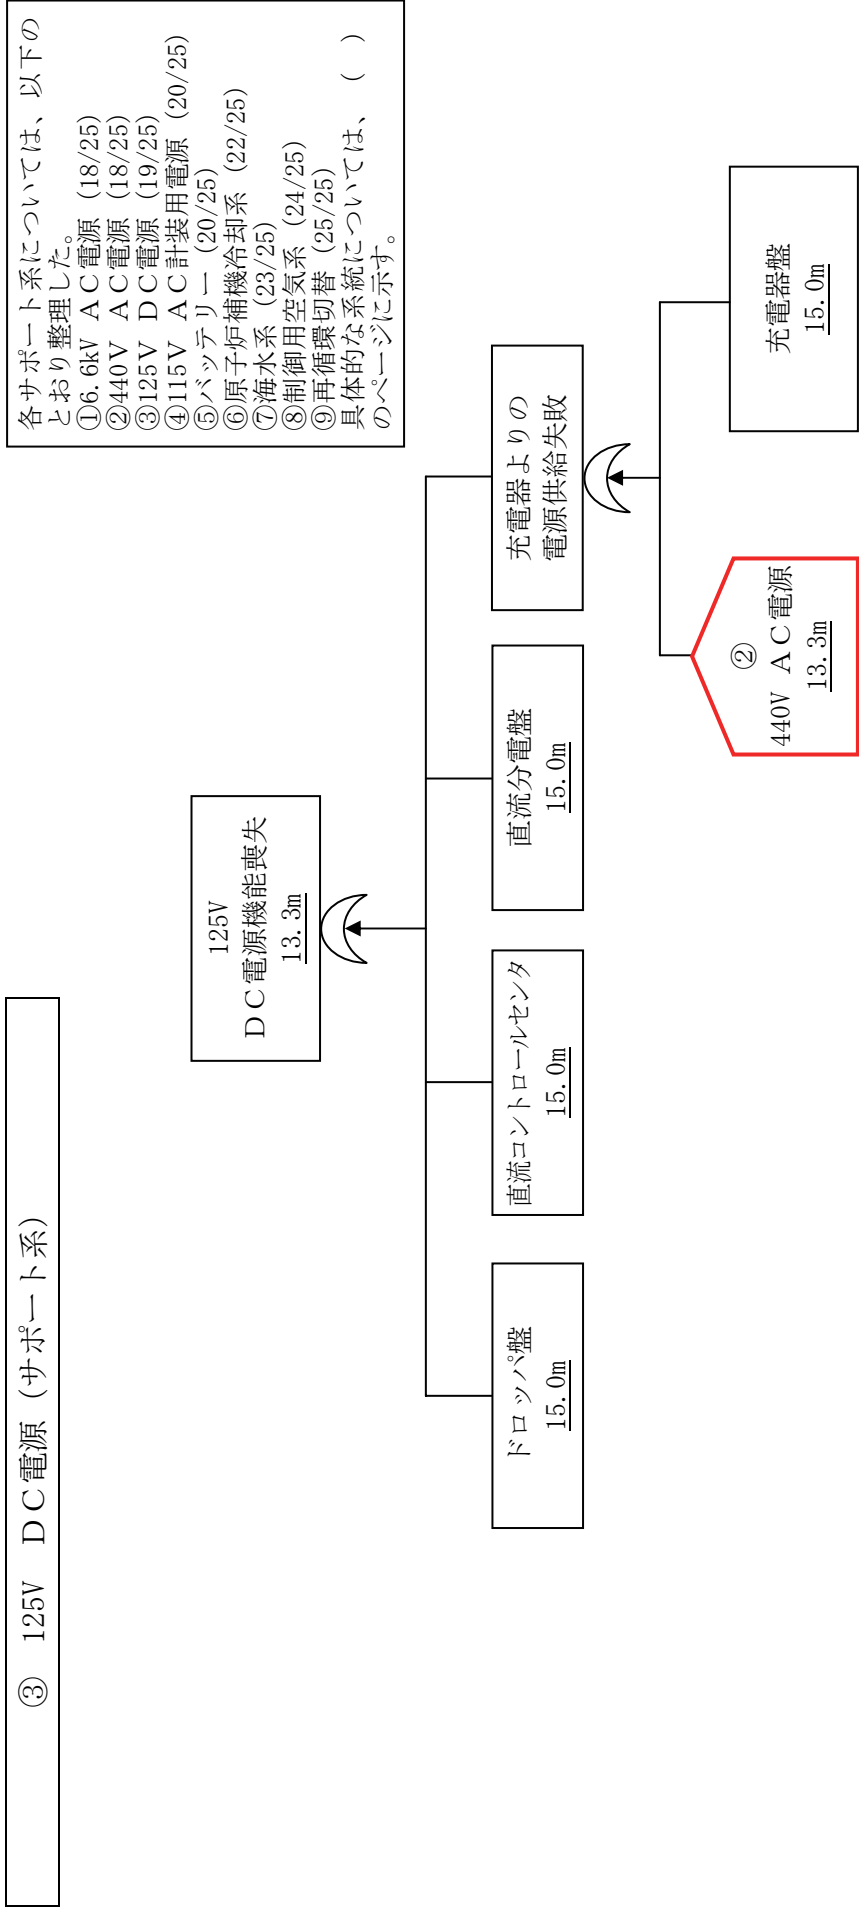 ③　125V　ＤＣ電源（サポート系）
各サポート系については、以下の
とおり整理した。
①6.6kV ＡＣ電源（18/25）
②440V ＡＣ電源（18/25）
③125V ＤＣ電源（19/25）
④115V ＡＣ計装用電源（20/25）
⑤バッテリー（20/25）
⑥原子炉補機冷却系（22/25）
⑦海水系（23/25）
⑧制御用空気系（24/25）
⑨再循環切替（25/25）
具体的な系統については、（　）
のページに示す。
125V
ＤＣ電源機能喪失
13.3m
ドロッパ盤
15.0m
直流コントロールセンタ
15.0m
直流分電盤
15.0m
充電器よりの
電源供給失敗
②
440V ＡＣ電源
13.3m
充電器盤
15.0m